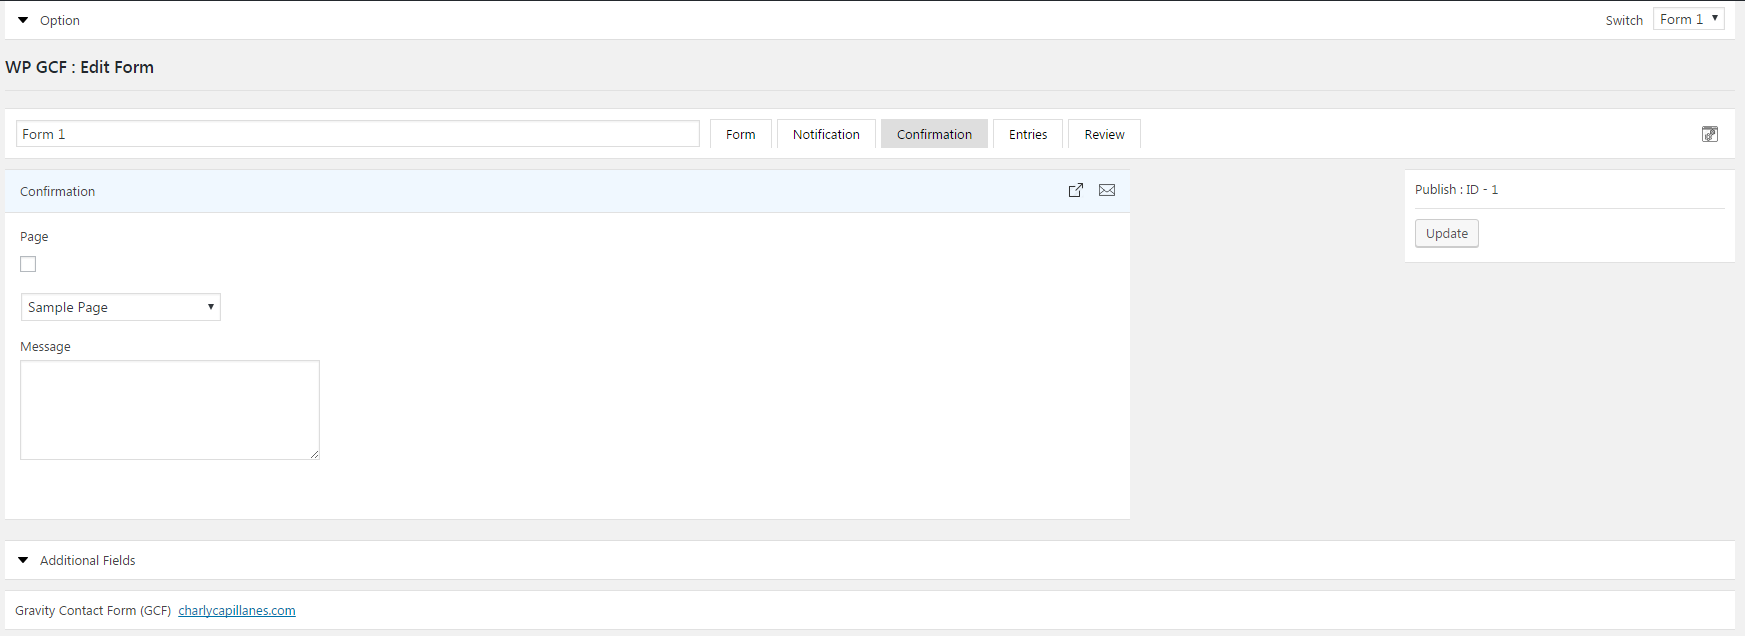 Option
Switch Form 1
WP GCF : Edit Form
Form 1 Form Notification Confirmation Entries Review
Confirmation
Publish : ID - 1
Update
Page
Sample Page
Message
Additional Fields
Gravity Contact Form (GCF) charlycapillanes.com